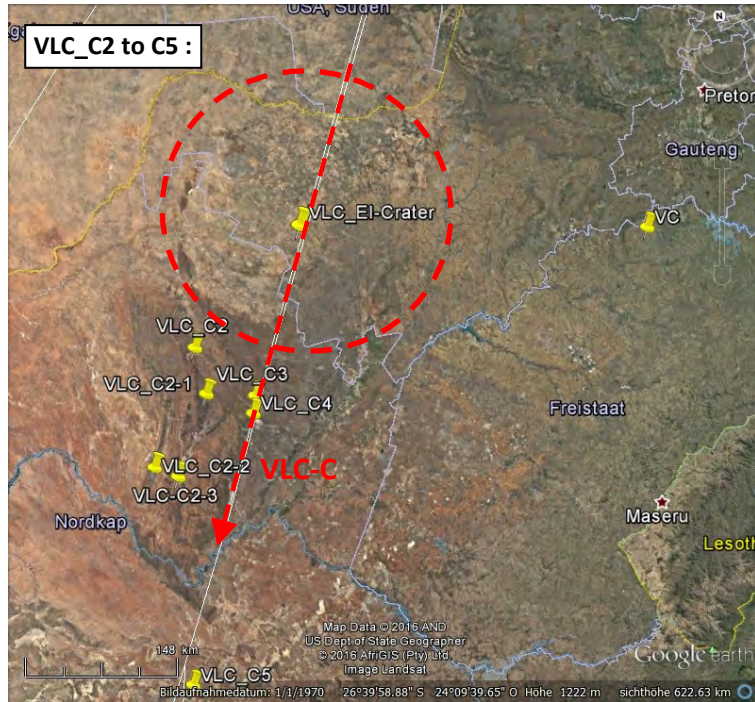 USA, Süden
VLC_C2 to C5 :
N
Pretor
Gauteng
VLC_El-Crater
VC
VLC_C2
VLC_C2-1
VLC_C3
VLC_C4
Freistaat
VLC_C2-2
VLC-C
VLC-C2-3
Nordkap
Maseru
Lesoth
Map Data © 2016 AND
US Dept of State Geographer
© 2016 AfriGIS (Pty) Ltd
Image Landsat
148 km
Google earth
VLC_C5
Bildaufnahmedatum: 1/1/1970 26°39'58.88" S 24°09'39.65" O Höhe 1222 m sichthöhe 622.63 km